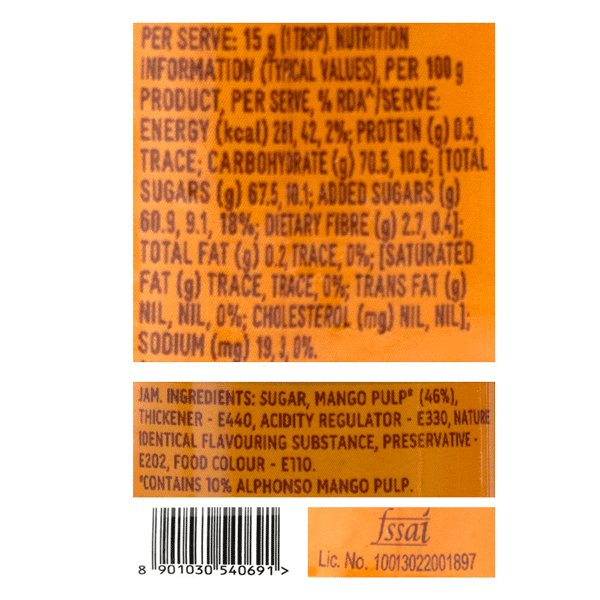 PER SERVE: 15 g (1 TBSP), NUTRITION
INFORMATION (TYPICAL VALUES), PER 100 g
PRODUCT, PER SERVE, % RDA^/SERVE:
ENERGY (kcal) 281, 42, 2%; PROTEIN (g) 0.3,
TRACE; CARBOHYDRATE (g) 70.5, 10.6; [TOTAL
SUGARS (g) 67.5, 10.1; ADDED SUGARS (g)
60.9, 9.1, 18%; DIETARY FIBRE (g) 2.7, 0.4];
TOTAL FAT (g) 0.2, TRACE, 0%; [SATURATED
FAT (g) TRACE, TRACE, 0%; TRANS FAT (g)
NIL, NIL, 0%; CHOLESTEROL (mg) NIL, NIL];
SODIUM (mg) 19, 3, 0%.
JAM. INGREDIENTS: SUGAR, MANGO PULP* (46%),
THICKENER - E440, ACIDITY REGULATOR - E330, NATURE
IDENTICAL FLAVOURING SUBSTANCE, PRESERVATIVE -
E202, FOOD COLOUR - E110.
*CONTAINS 10% ALPHONSO MANGO PULP.
8 901030 540691 >
fssai
Lic. No. 10013022001897